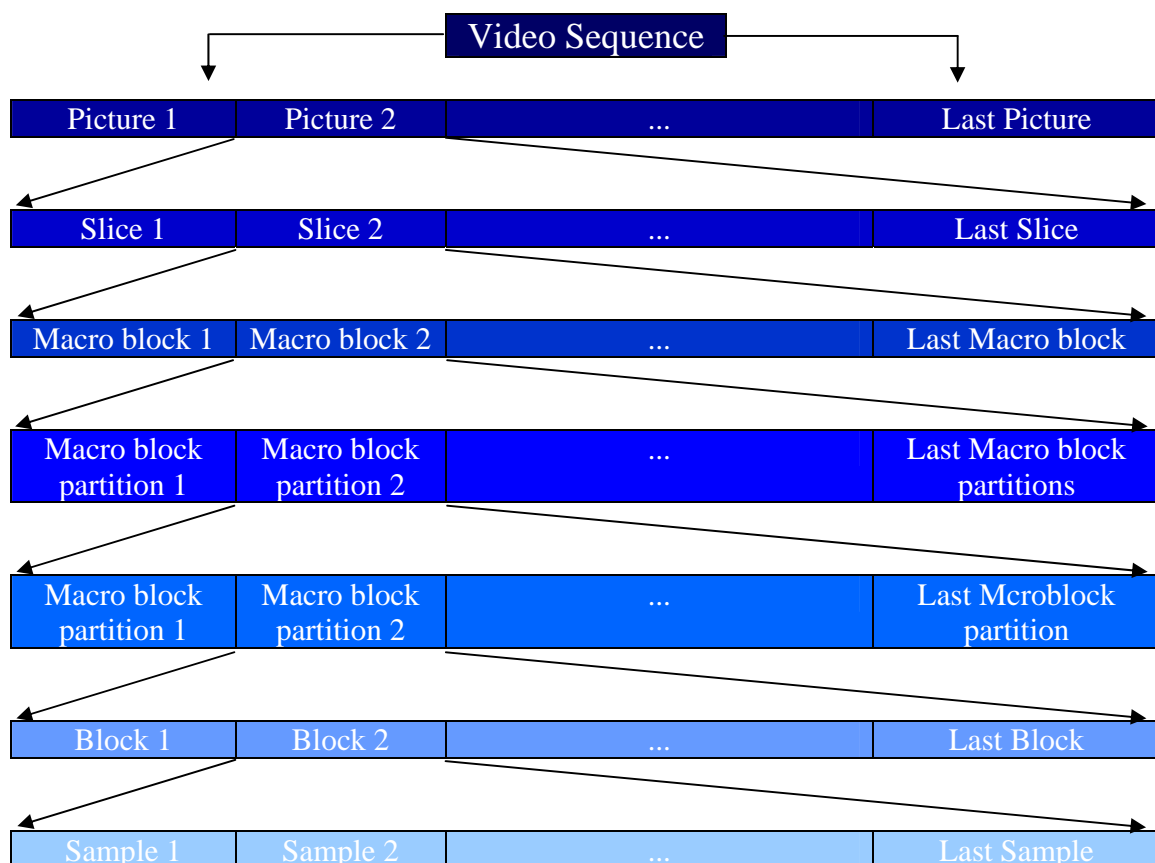 Video Sequence
Picture 1 Picture 2 ... Last Picture
Slice 1 Slice 2 ... Last Slice
Macro block 1 Macro block 2 ... Last Macro block
Macro block Macro block ... Last Macro block
partition 1 partition 2 partitions
Macro block Macro block ... Last Mcroblock
partition 1 partition 2 partition
Block 1 Block 2 ... Last Block
Sample 1 Sample 2 ... Last Sample